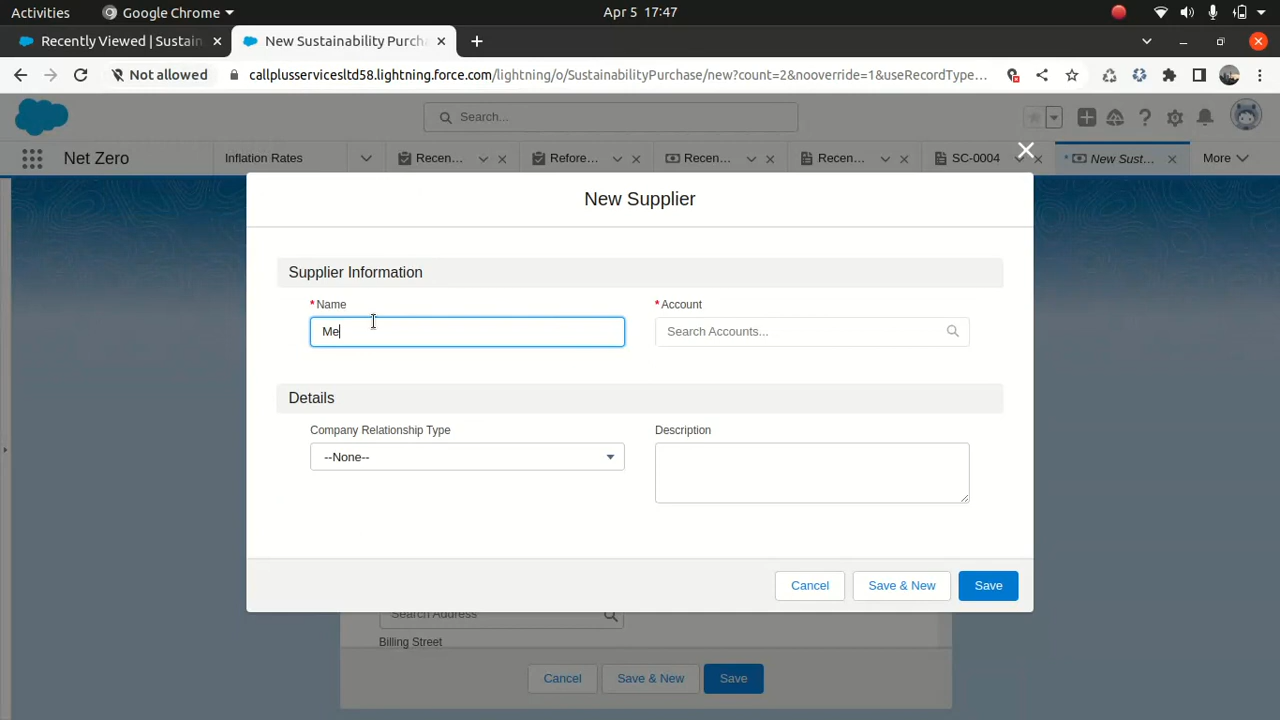 Activities Google Chrome Apr 5 17:47
Recently Viewed | Sustain New Sustainability Purcha
Not allowed callplusservicesltd58.lightning.force.com/lightning/o/SustainabilityPurchase/new?count=2&nooverride=1&useRecordType...
Search...
Net Zero Inflation Rates Recen... Refore... Recen... Recen... SC-0004 * New Sust... More
New Supplier
Supplier Information
*Name *Account
Me Search Accounts...
Details
Company Relationship Type Description
--None--
Cancel Save & New Save
Search Address
Billing Street
Cancel Save & New Save